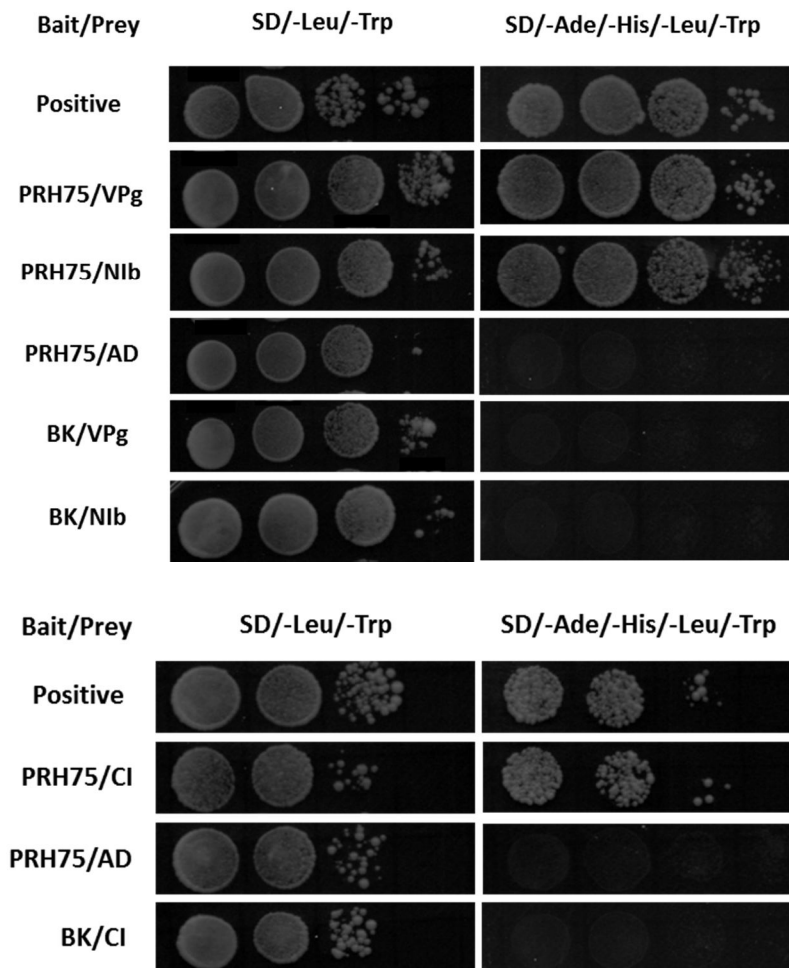 Bait/Prey SD/-Leu/-Trp SD/-Ade/-His/-Leu/-Trp
Positive
PRH75/VPg
PRH75/NIb
PRH75/AD
BK/VPg
BK/NIb
Bait/Prey SD/-Leu/-Trp SD/-Ade/-His/-Leu/-Trp
Positive
PRH75/CI
PRH75/AD
BK/CI